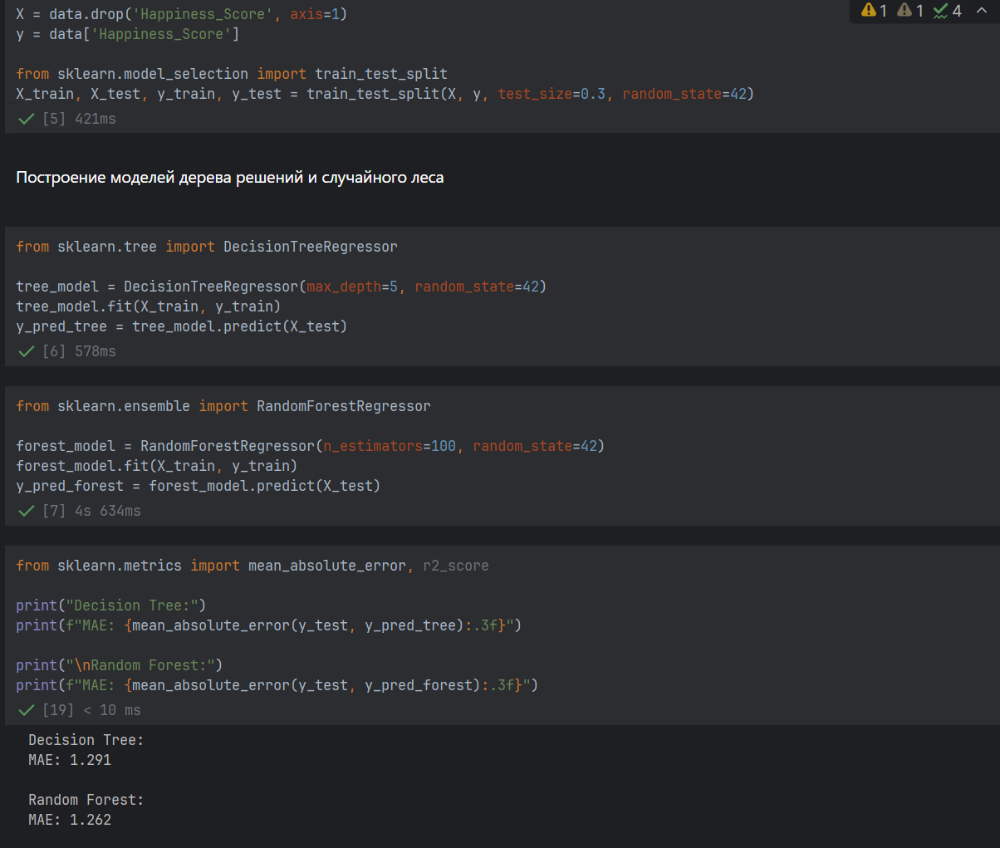 X = data.drop('Happiness_Score', axis=1)
y = data['Happiness_Score']
1 1 4
from sklearn.model_selection import train_test_split
X_train, X_test, y_train, y_test = train_test_split(X, y, test_size=0.3, random_state=42)
[5] 421ms
Построение моделей дерева решений и случайного леса
from sklearn.tree import DecisionTreeRegressor
tree_model = DecisionTreeRegressor(max_depth=5, random_state=42)
tree_model.fit(X_train, y_train)
y_pred_tree = tree_model.predict(X_test)
[6] 578ms
from sklearn.ensemble import RandomForestRegressor
forest_model = RandomForestRegressor(n_estimators=100, random_state=42)
forest_model.fit(X_train, y_train)
y_pred_forest = forest_model.predict(X_test)
[7] 4s 634ms
from sklearn.metrics import mean_absolute_error, r2_score
print("Decision Tree:")
print(f"MAE: {mean_absolute_error(y_test, y_pred_tree):.3f}")
print("\nRandom Forest:")
print(f"MAE: {mean_absolute_error(y_test, y_pred_forest):.3f}")
[19] < 10 ms
Decision Tree:
MAE: 1.291
Random Forest:
MAE: 1.262